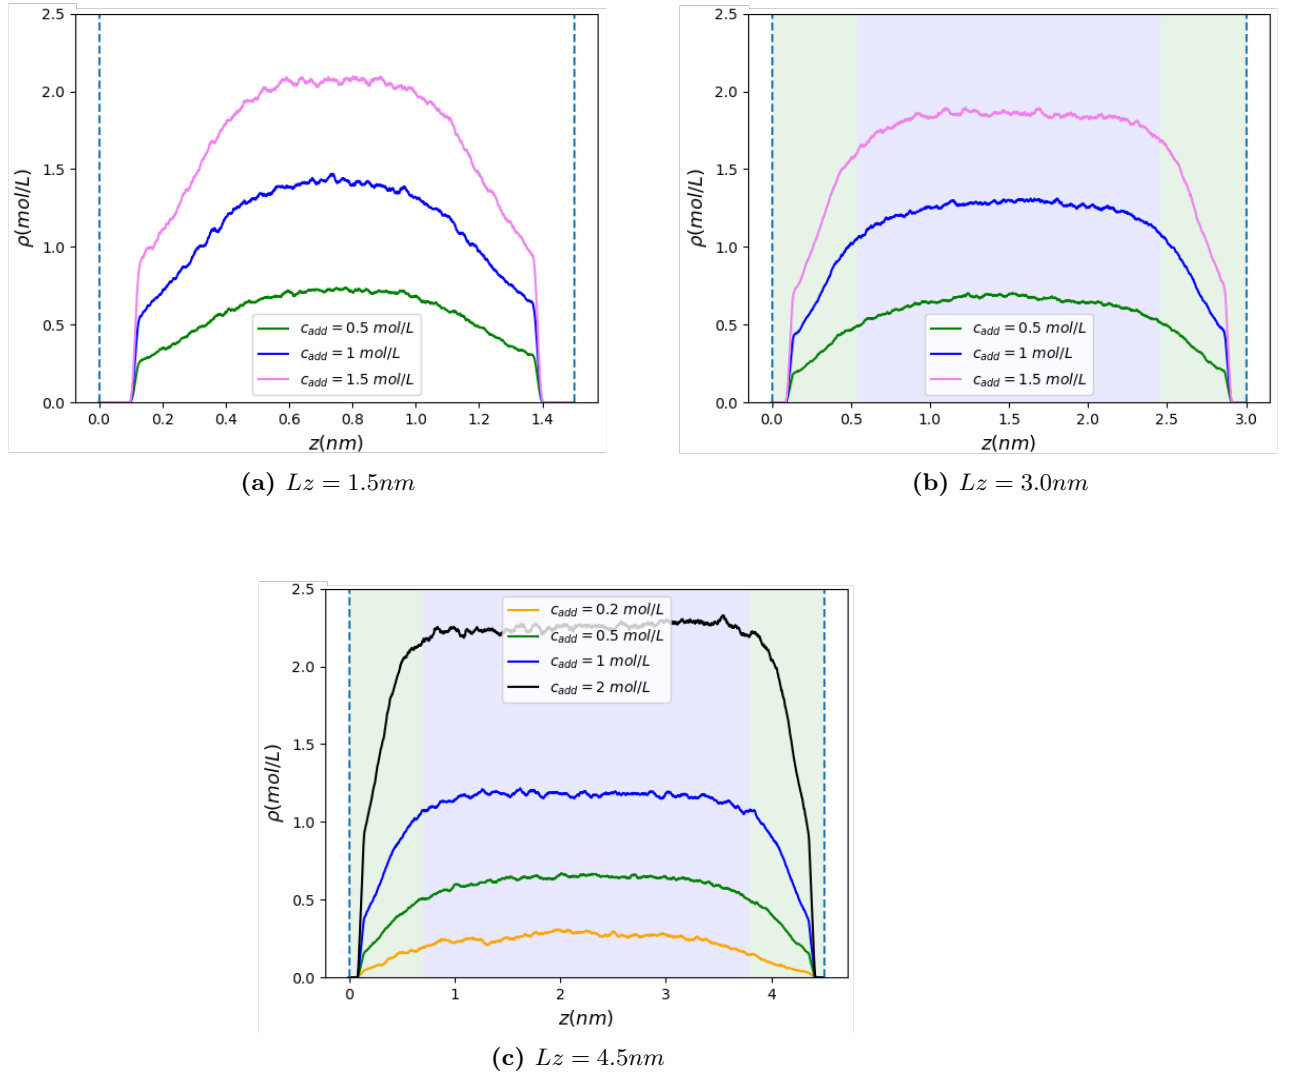 2.5
2.0
1.5
1.0
0.5
0.0
ρ(mol/L)
c_add = 0.5 mol/L
c_add = 1 mol/L
c_add = 1.5 mol/L
0.0 0.2 0.4 0.6 0.8 1.0 1.2 1.4
z(nm)
(a) Lz = 1.5nm
2.5
2.0
1.5
1.0
0.5
0.0
ρ(mol/L)
c_add = 0.5 mol/L
c_add = 1 mol/L
c_add = 1.5 mol/L
0.0 0.5 1.0 1.5 2.0 2.5 3.0
z(nm)
(b) Lz = 3.0nm
2.5
2.0
1.5
1.0
0.5
0.0
ρ(mol/L)
c_add = 0.2 mol/L
c_add = 0.5 mol/L
c_add = 1 mol/L
c_add = 2 mol/L
0 1 2 3 4
z(nm)
(c) Lz = 4.5nm